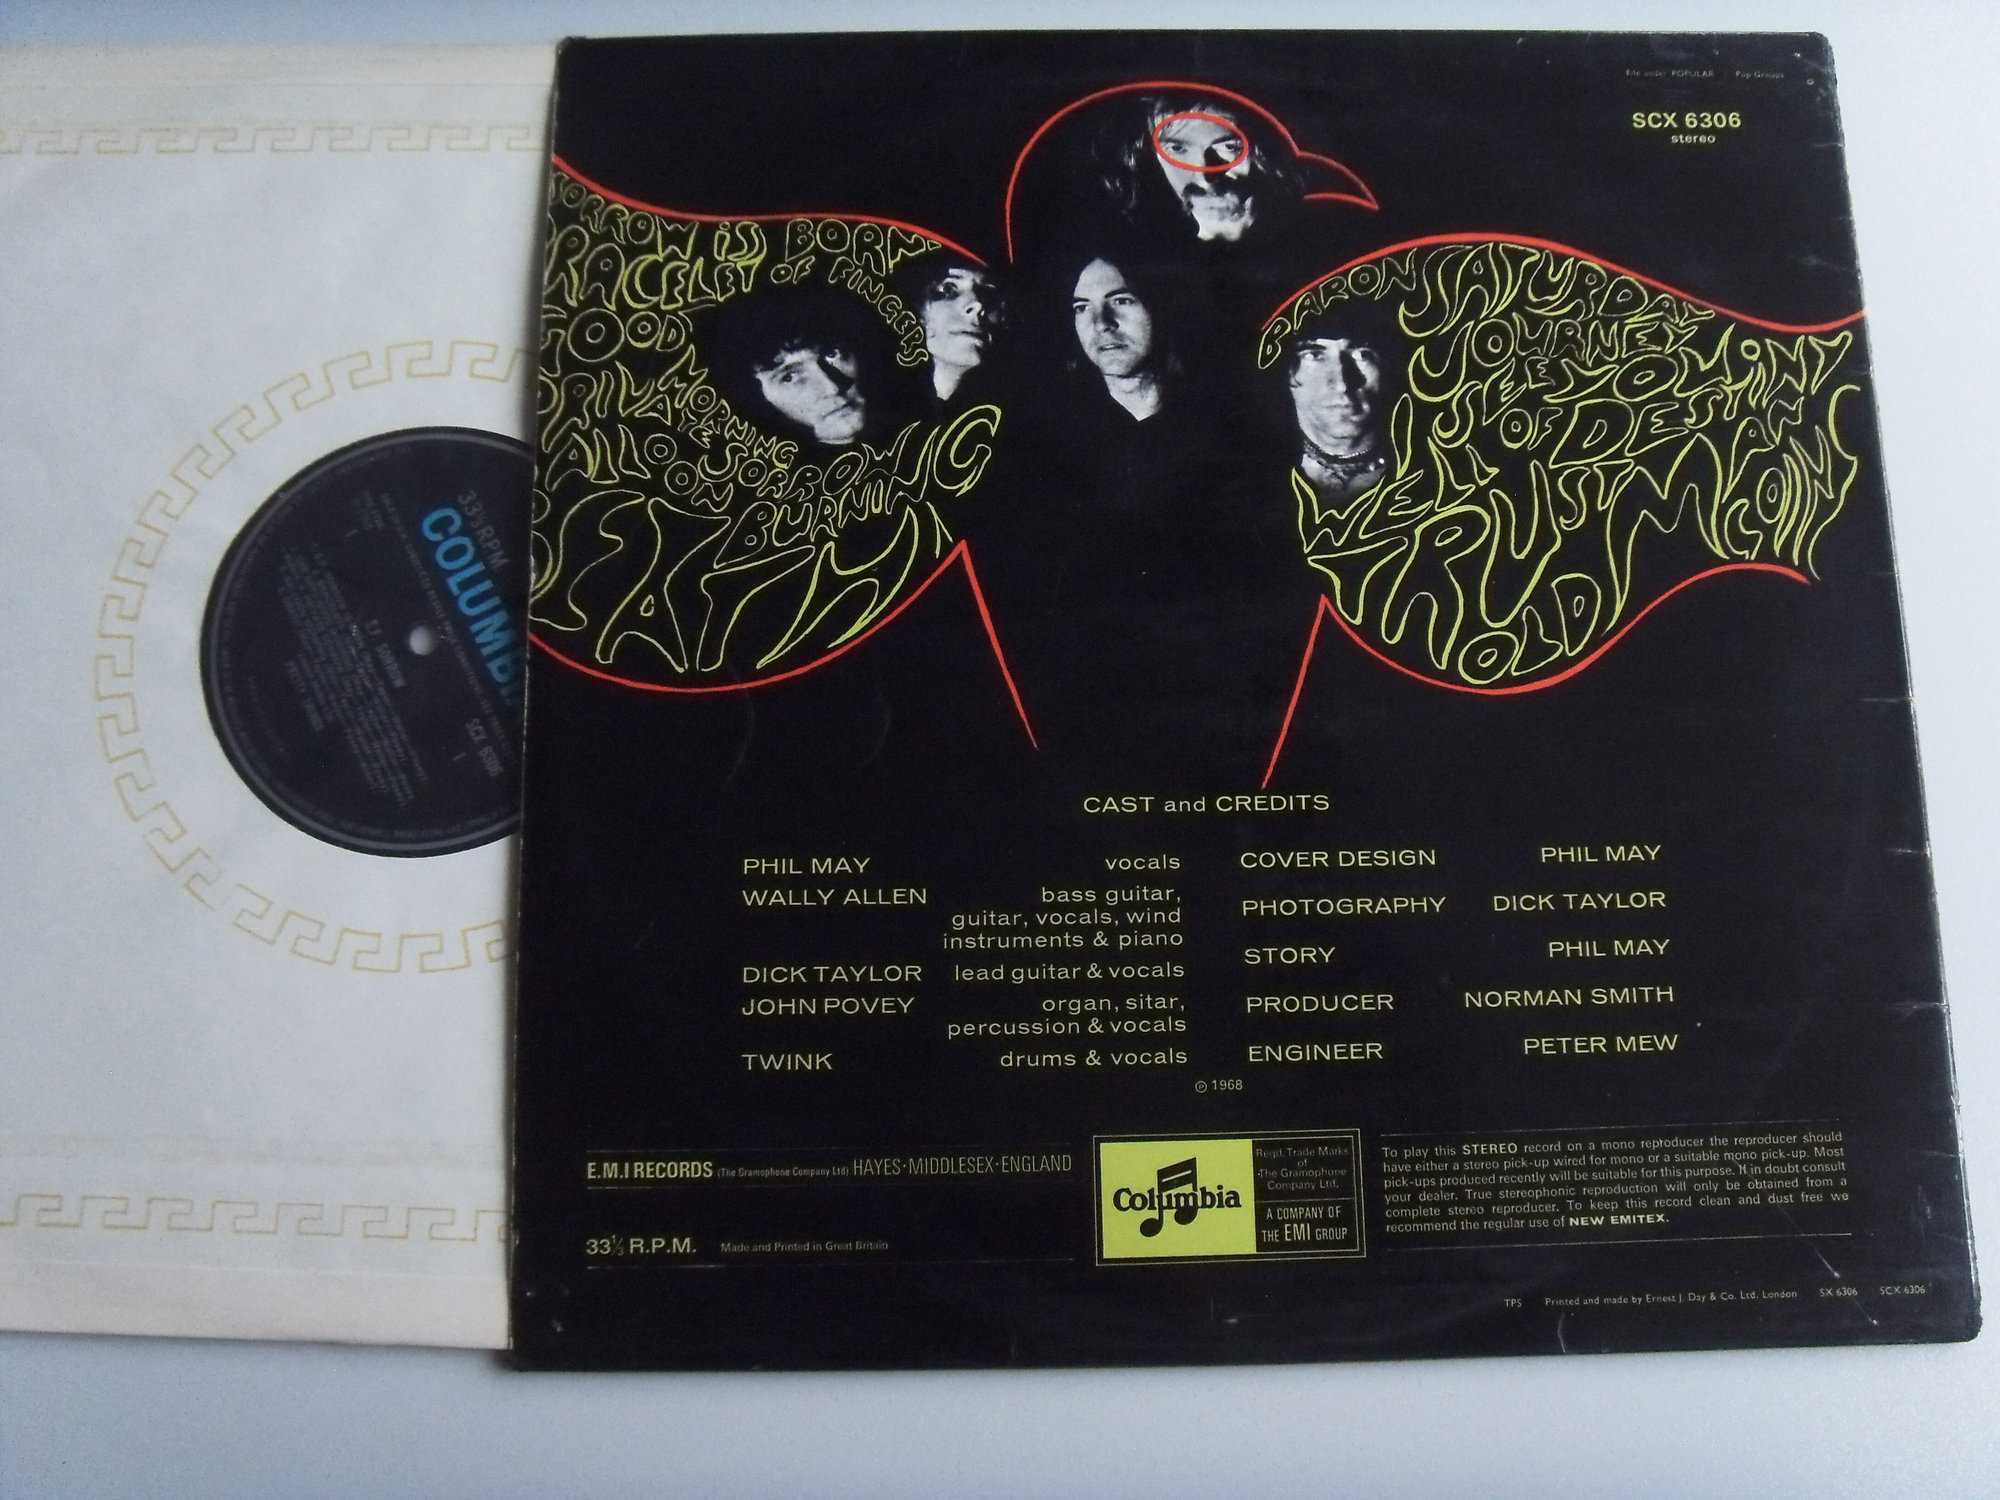 File under POPULAR : Pop Groups
SCX 6306
stereo
SORROW iS BORN
BRACELET OF FINGERS
GOOD MORNING
PRIVATE SORROW
BALLOON BURNING
DEATH
BARON SATURDAY
JOURNEY
I SEE YOU
WELL OF DESTINY
TRUST
OLD MAN GOING
CAST and CREDITS
PHIL MAY vocals
WALLY ALLEN bass guitar,
guitar, vocals, wind
instruments & piano
DICK TAYLOR lead guitar & vocals
JOHN POVEY organ, sitar,
percussion & vocals
TWINK drums & vocals
COVER DESIGN PHIL MAY
PHOTOGRAPHY DICK TAYLOR
STORY PHIL MAY
PRODUCER NORMAN SMITH
ENGINEER PETER MEW
℗ 1968
E.M.I RECORDS (The Gramophone Company Ltd) HAYES·MIDDLESEX·ENGLAND
33⅓ R.P.M. Made and Printed in Great Britain
Columbia
Regd. Trade Marks
of
The Gramophone
Company Ltd.
A COMPANY OF
THE EMI GROUP
To play this STEREO record on a mono reproducer the reproducer should
have either a stereo pick-up wired for mono or a suitable mono pick-up. Most
pick-ups produced recently will be suitable for this purpose. If in doubt consult
your dealer. True stereophonic reproduction will only be obtained from a
complete stereo reproducer. To keep this record clean and dust free we
recommend the regular use of NEW EMITEX.
TPS Printed and made by Ernest J. Day & Co. Ltd. London SX 6306 SCX 6306
33⅓ RPM
COLUMB
S.F. SORROW
SCX 6306
1